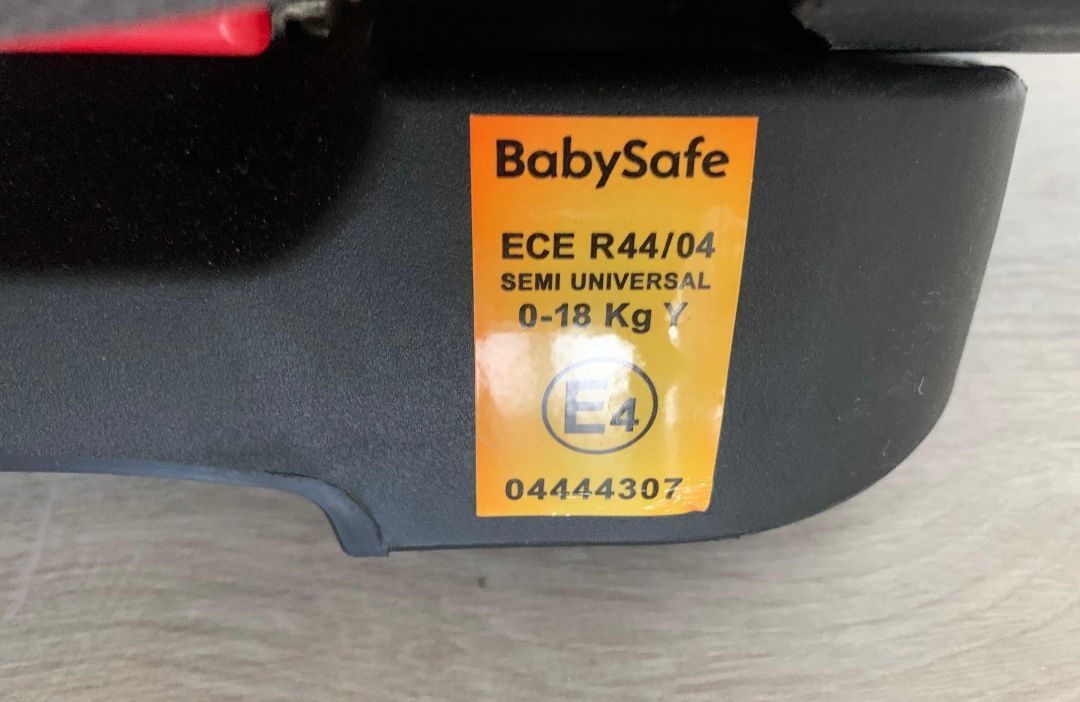 BabySafe
ECE R44/04
SEMI UNIVERSAL
0-18 Kg Y
E4
04444307